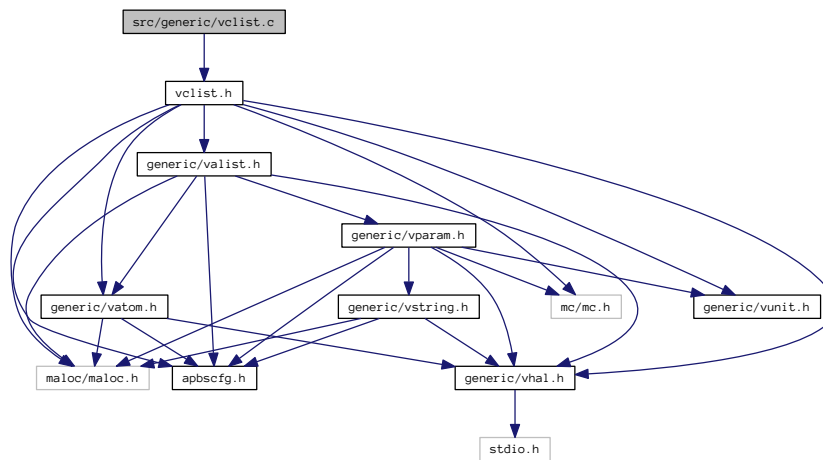 src/generic/vclist.c
vclist.h
generic/valist.h
generic/vparam.h
generic/vatom.h
generic/vstring.h
mc/mc.h
generic/vunit.h
maloc/maloc.h
apbscfg.h
generic/vhal.h
stdio.h